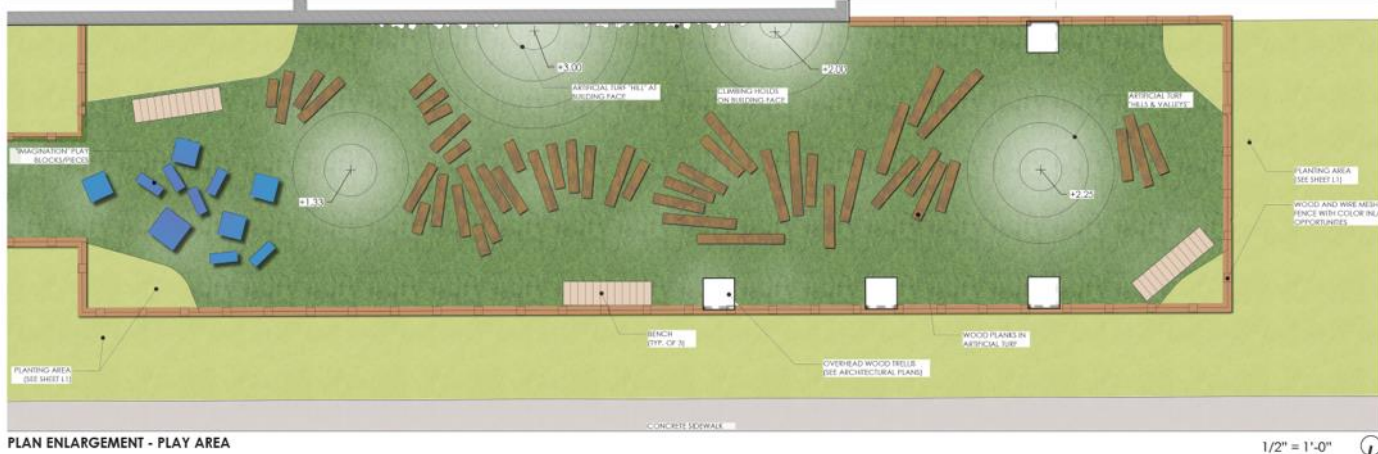 +3.00
+2.00
ARTIFICIAL TURF "HILL" AT
BUILDING FACE
CLIMBING HOLDS
ON BUILDING FACE
ARTIFICIAL TURF
"HILLS & VALLEYS"
"IMAGINATION" PLAY
BLOCKS/PIECES
+1.33
+2.25
PLANTING AREA
(SEE SHEET L1)
WOOD AND WIRE MESH
FENCE WITH COLOR
OPPORTUNITIES
BENCH
(TYP. OF 3)
WOOD PLANKS IN
ARTIFICIAL TURF
OVERHEAD WOOD TRELLIS
(SEE ARCHITECTURAL PLANS)
PLANTING AREA
(SEE SHEET L1)
CONCRETE SIDEWALK
PLAN ENLARGEMENT - PLAY AREA
1/2" = 1'-0"